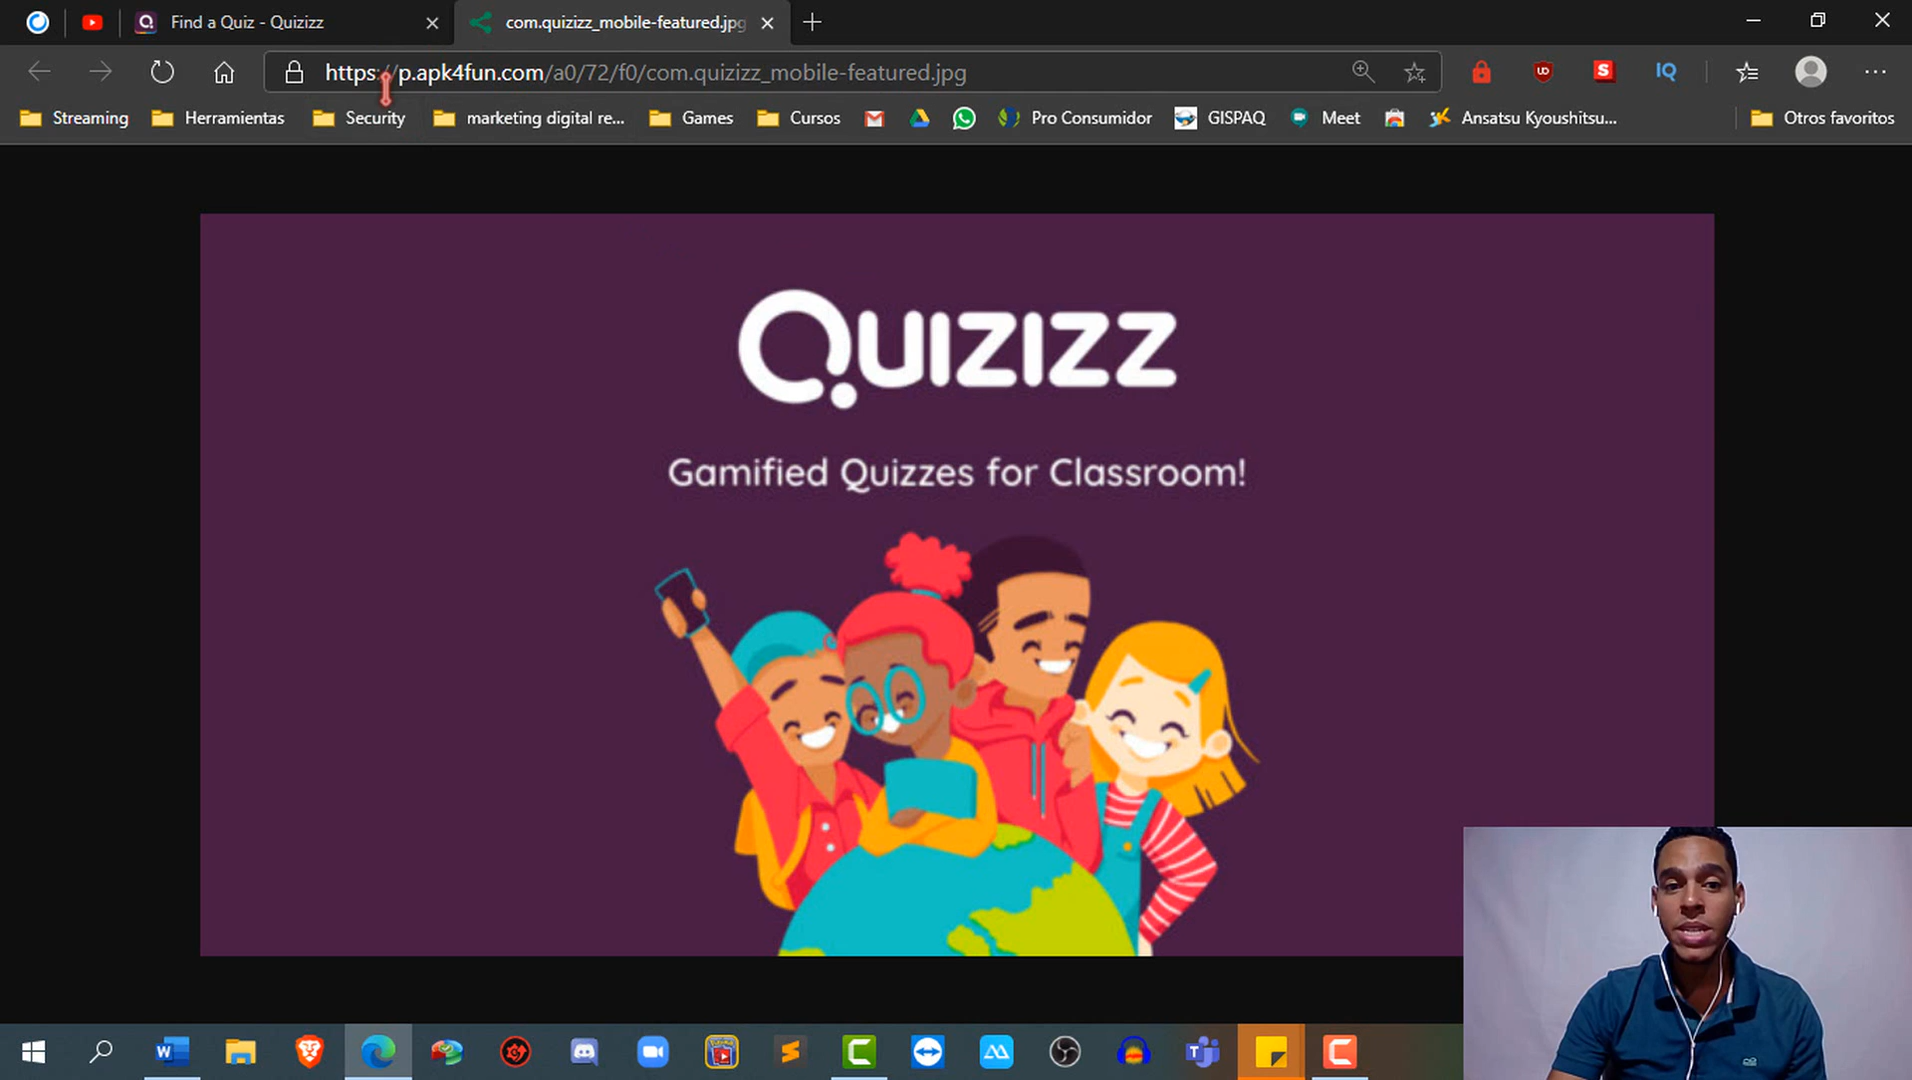 Find a Quiz - Quizizz
com.quizizz_mobile-featured.jpg
https://p.apk4fun.com/a0/72/f0/com.quizizz_mobile-featured.jpg
S
IQ
Streaming
Herramientas
Security
marketing digital re...
Games
Cursos
Pro Consumidor
GISPAQ
Meet
Ansatsu Kyoushitsu...
Otros favoritos
QUIZIZZ
Gamified Quizzes for Classroom!